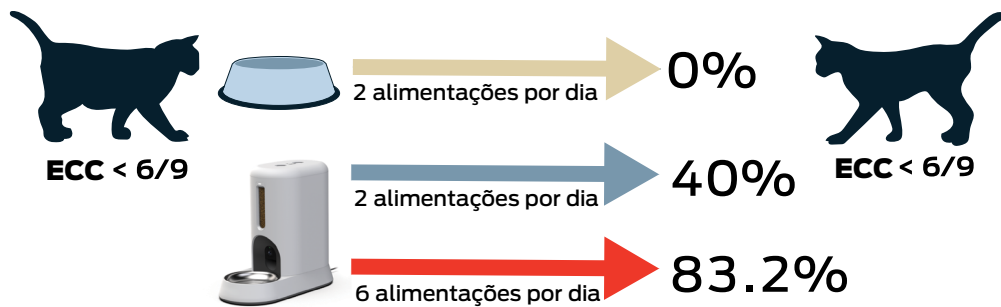 2 alimentações por dia
0%
ECC < 6/9
ECC < 6/9
2 alimentações por dia
40%
6 alimentações por dia
83.2%